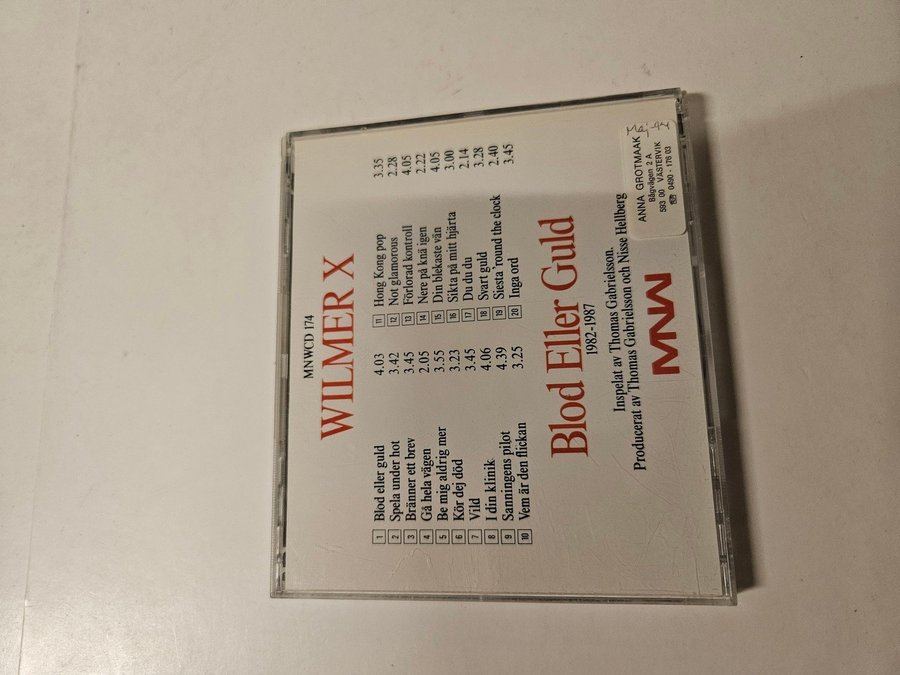 MNWCD 174
WILMER X
1 Blod eller guld 4.03
2 Spela under hot 3.42
3 Bränner ett brev 3.45
4 Gå hela vägen 2.05
5 Be mig aldrig mer 3.55
6 Kör dej död 3.23
7 Vild 3.45
8 I din klinik 4.06
9 Sanningens pilot 4.39
10 Vem är den flickan 3.25
11 Hong Kong pop 3.35
12 Not glamorous 2.28
13 Förlorad kontroll 4.05
14 Nere på knä igen 2.22
15 Din blekaste vän 4.05
16 Sikta på mitt hjärta 3.00
17 Du du du 2.14
18 Svart guld 3.28
19 Siesta 'round the clock 2.40
20 Inga ord 3.45
Blod Eller Guld
1982-1987
Inspelat av Thomas Gabrielsson.
Producerat av Thomas Gabrielsson och Nisse Hellberg
MNW
ANNA GROTMAAK
Bågvägen 2 A
593 00 VÄSTERVIK
☎ 0490 - 176 03